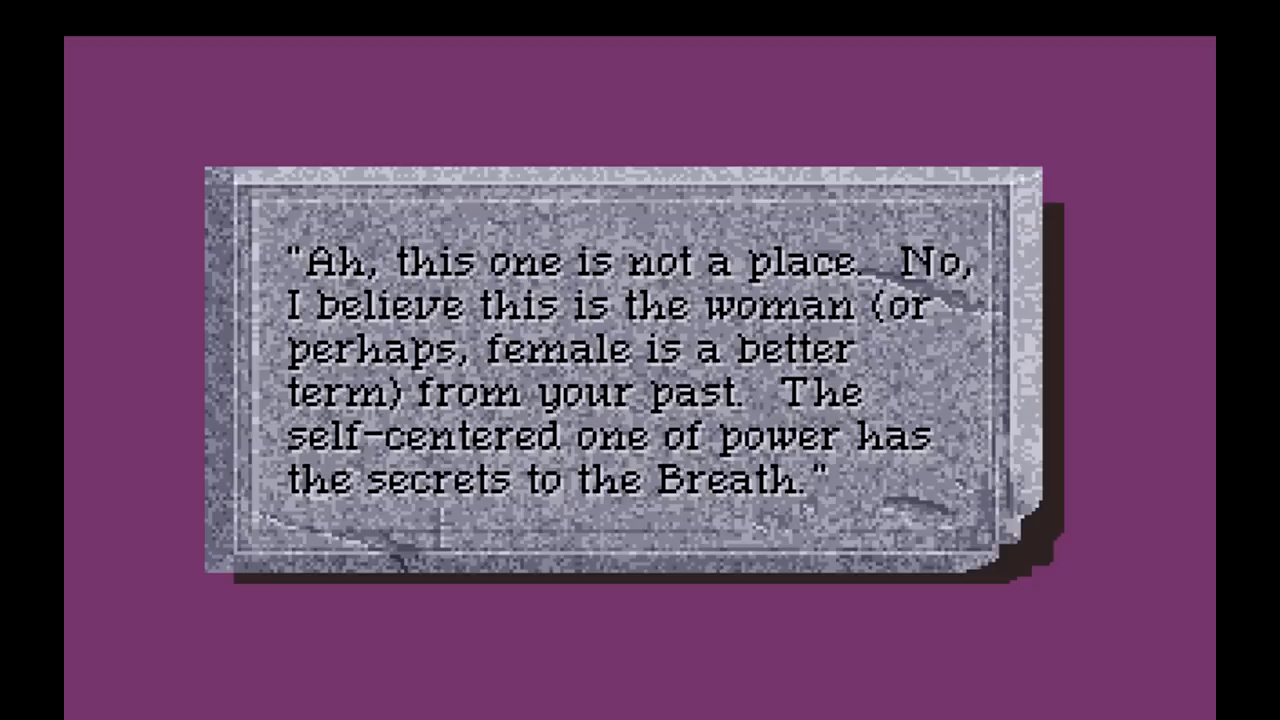 "Ah, this one is not a place.  No,
I believe this is the woman (or
perhaps, female is a better
term) from your past.  The
self-centered one of power has
the secrets to the Breath."